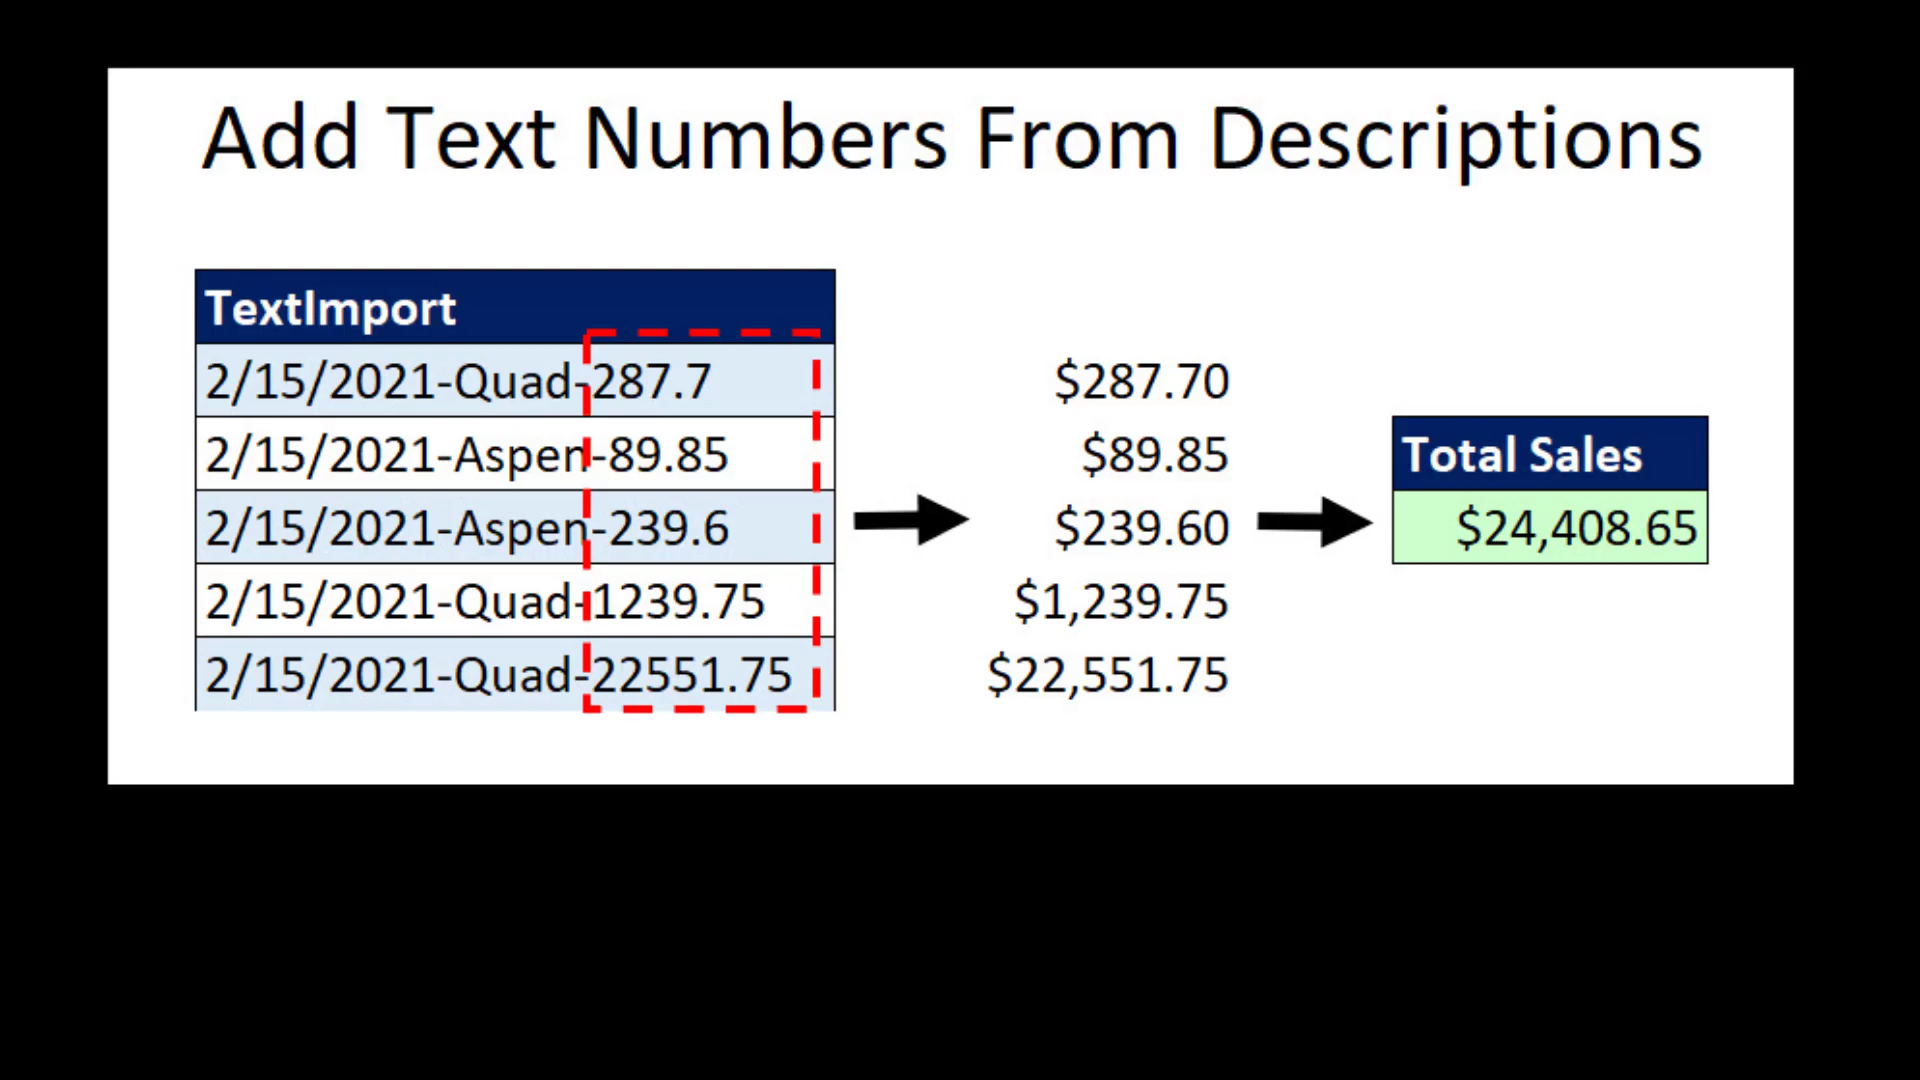 Add Text Numbers From Descriptions
TextImport
2/15/2021-Quad-287.7
2/15/2021-Aspen-89.85
2/15/2021-Aspen-239.6
2/15/2021-Quad-1239.75
2/15/2021-Quad-22551.75
$287.70
$89.85
$239.60
$1,239.75
$22,551.75
Total Sales
$24,408.65